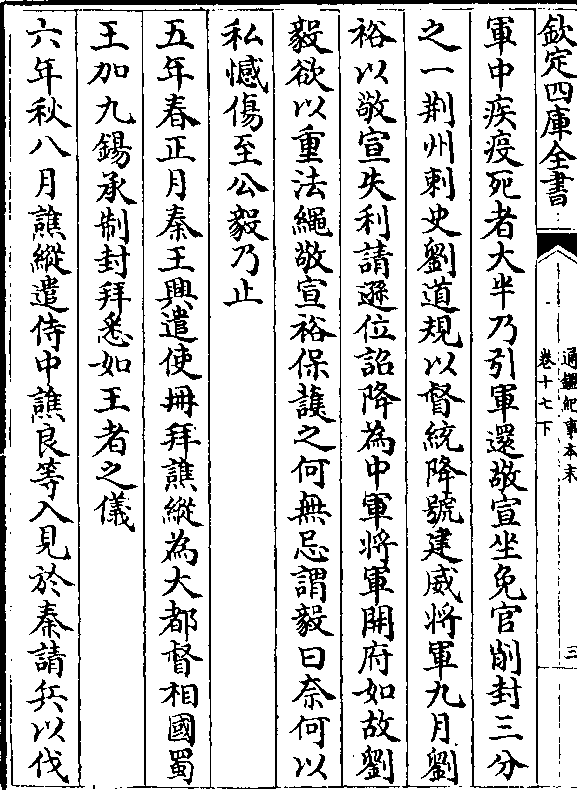 欽定四庫全書
通鑑紀事本末
卷十七下
三
軍中疾疫死者大半乃引軍還敬宣坐免官削封三分
之一荆州刺史劉道規以督統降號建威將軍九月劉
裕以敬宣失利請遜位詔降為中軍將軍開府如故劉
毅欲以重法繩敬宣裕保護之何無忌謂毅曰奈何以
私憾傷至公毅乃止
五年春正月秦王興遣使冊拜譙縱為大都督相國蜀
王加九錫承制封拜悉如王者之儀
六年秋八月譙縱遣侍中譙良等入見於秦請兵以伐